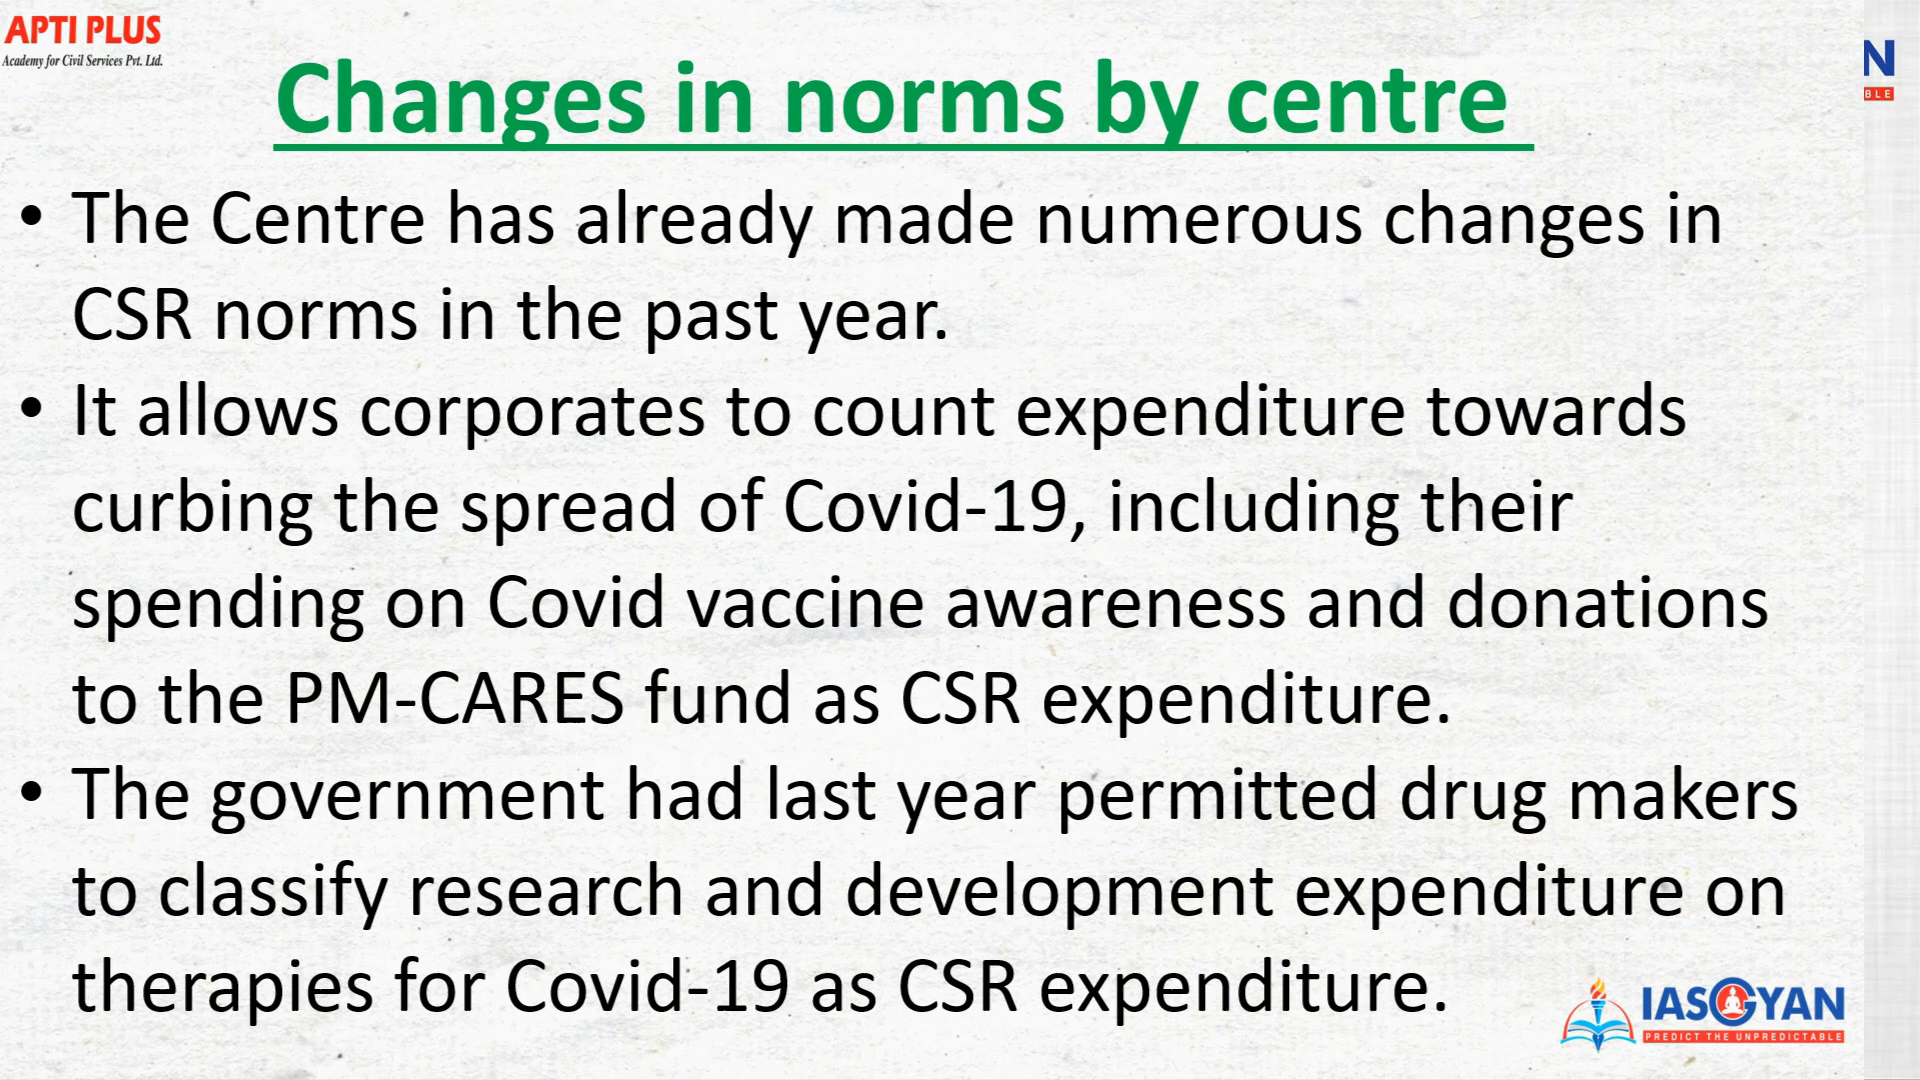 APTI PLUS
Academy for Civil Services Pvt. Ltd.
N
BLE
Changes in norms by centre
• The Centre has already made numerous changes in
CSR norms in the past year.
• It allows corporates to count expenditure towards
curbing the spread of Covid-19, including their
spending on Covid vaccine awareness and donations
to the PM-CARES fund as CSR expenditure.
• The government had last year permitted drug makers
to classify research and development expenditure on
therapies for Covid-19 as CSR expenditure.
IASGYAN
PREDICT THE UNPREDICTABLE